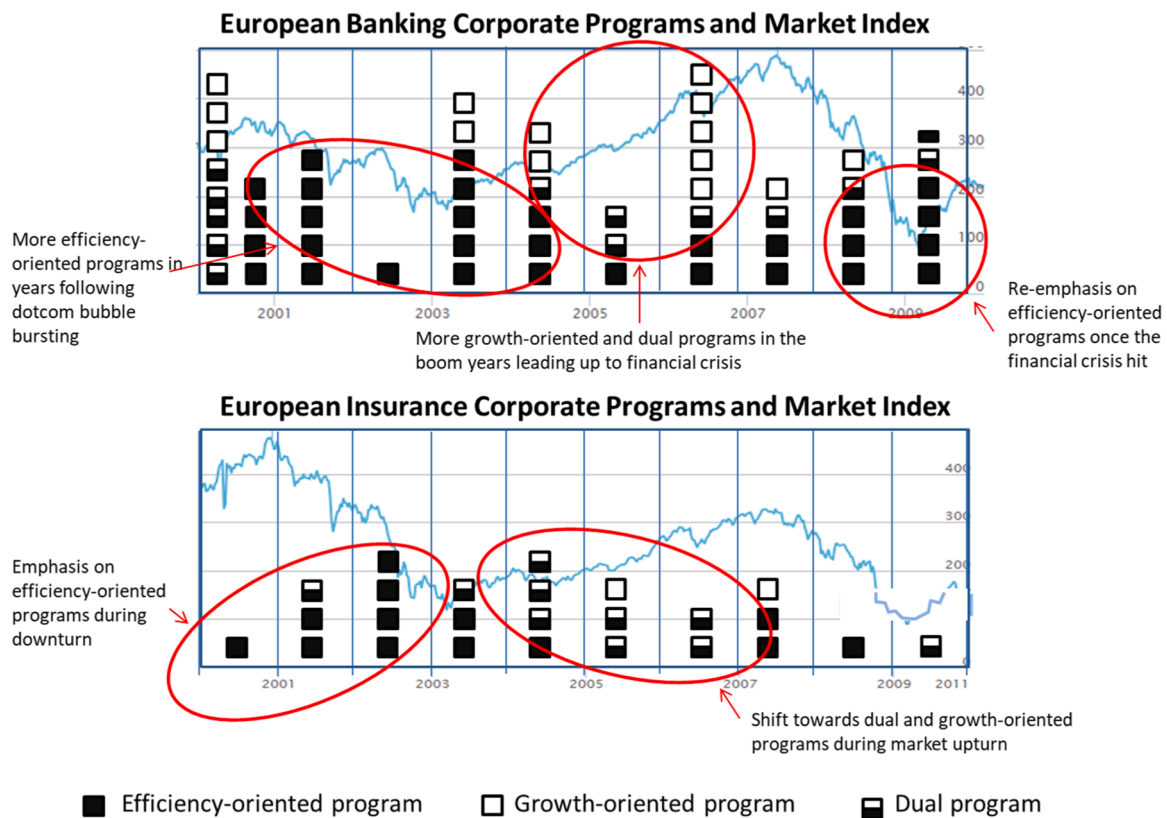 European Banking Corporate Programs and Market Index
400
300
200
100
0
2001
2003
2005
2007
2009
More efficiency-
oriented programs in
years following
dotcom bubble
bursting
More growth-oriented and dual programs in the
boom years leading up to financial crisis
Re-emphasis on
efficiency-oriented
programs once the
financial crisis hit
European Insurance Corporate Programs and Market Index
400
300
200
100
0
2001
2003
2005
2007
2009
2011
Emphasis on
efficiency-oriented
programs during
downturn
Shift towards dual and growth-oriented
programs during market upturn
Efficiency-oriented program
Growth-oriented program
Dual program